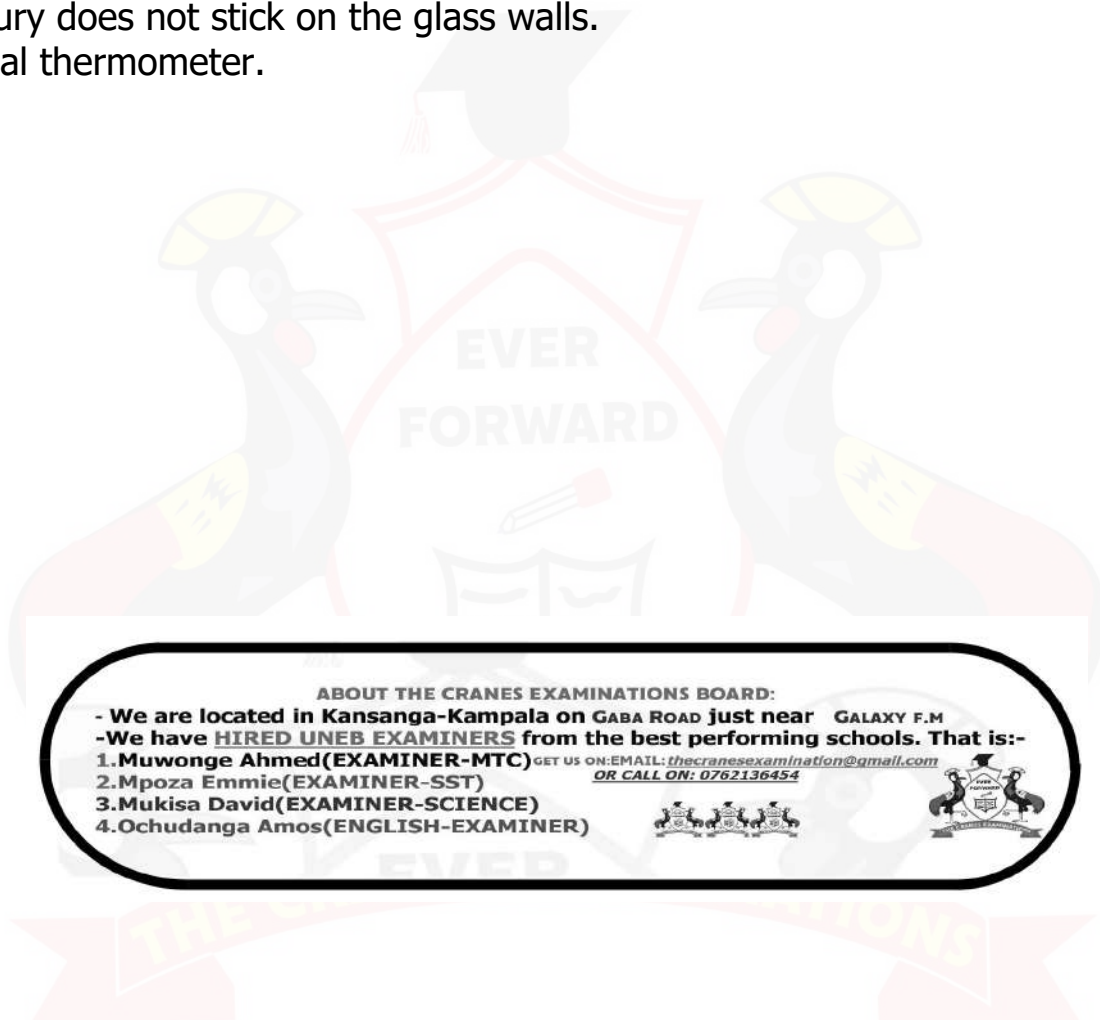 ury does not stick on the glass walls.
al thermometer.
EVER
FORWARD
ABOUT THE CRANES EXAMINATIONS BOARD:
- We are located in Kansanga-Kampala on GABA ROAD just near GALAXY F.M
-We have HIRED UNEB EXAMINERS from the best performing schools. That is:-
1.Muwonge Ahmed(EXAMINER-MTC) GET US ON:EMAIL: thecranesexamination@gmail.com
2.Mpoza Emmie(EXAMINER-SST) OR CALL ON: 0762136454
3.Mukisa David(EXAMINER-SCIENCE)
4.Ochudanga Amos(ENGLISH-EXAMINER)
EVER
FORWARD
EVER
THE